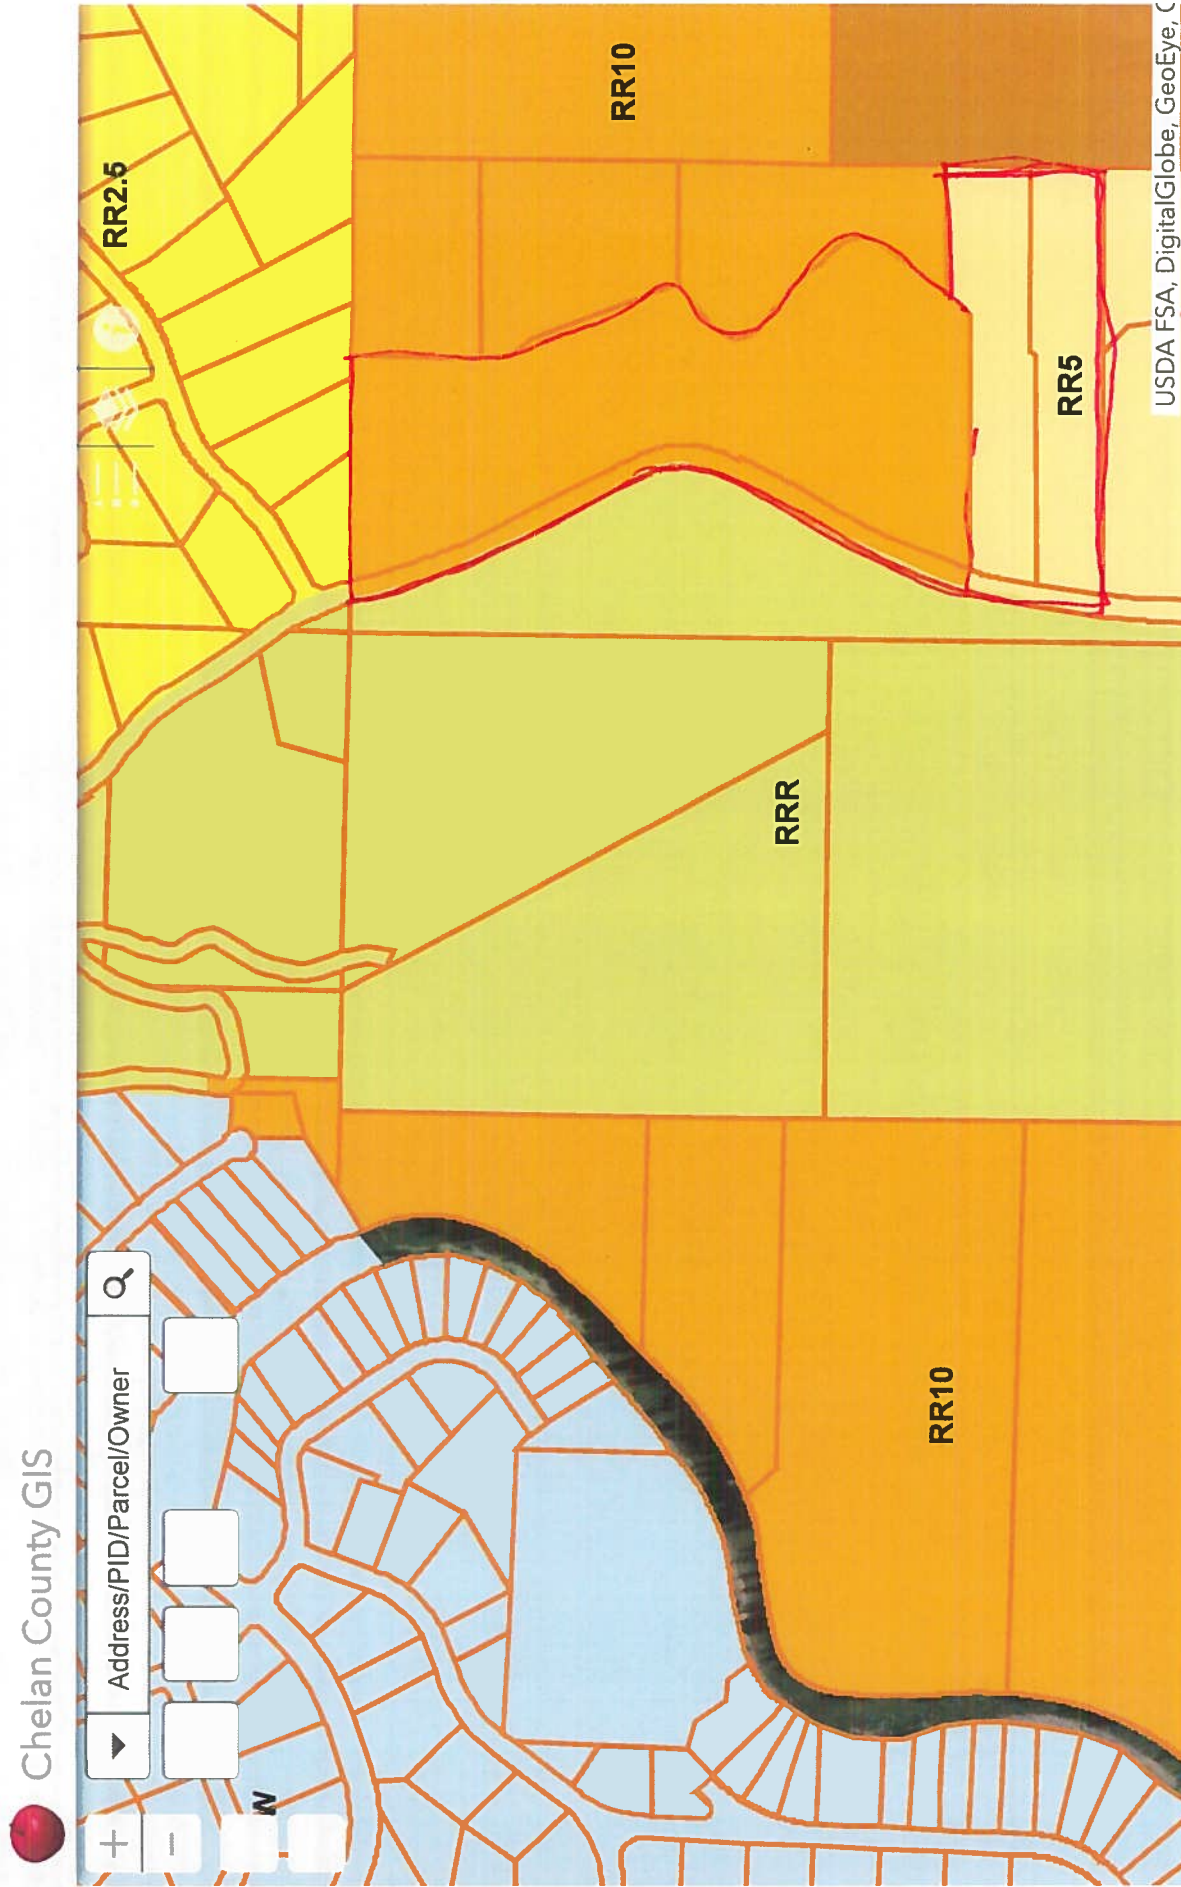 Chelan County GIS
Address/PID/Parcel/Owner
W
RR2.5
RR10
RRR
RR5
RR10
USDA FSA, DigitalGlobe, GeoEye,